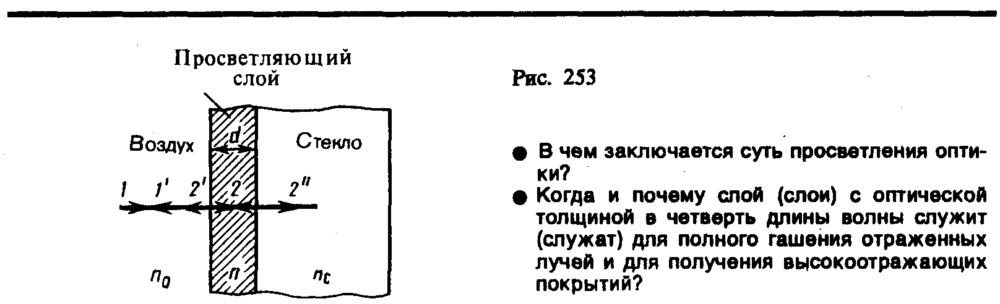 Просветляющий
слой
Воздух
d
Стекло
1 1' 2' 2 2"
n₀ n n_c
Рис. 253
● В чем заключается суть просветления опти-
ки?
● Когда и почему слой (слои) с оптической
толщиной в четверть длины волны служит
(служат) для полного гашения отраженных
лучей и для получения высокоотражающих
покрытий?